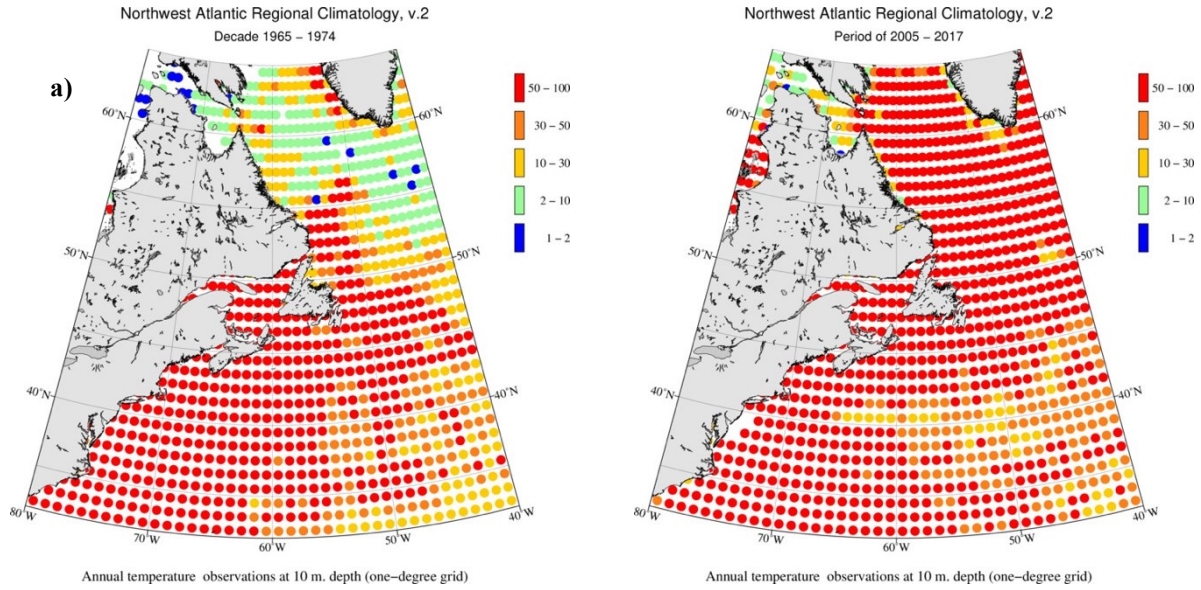 Northwest Atlantic Regional Climatology, v.2
Decade 1965 – 1974
a)
60°N
50°N
40°N
80°W
70°W
60°W
50°W
40°W
60°N
50°N
40°N
50 – 100
30 – 50
10 – 30
2 – 10
1 – 2
Annual temperature observations at 10 m. depth (one−degree grid)
Northwest Atlantic Regional Climatology, v.2
Period of 2005 – 2017
60°N
50°N
40°N
80°W
70°W
60°W
50°W
40°W
60°N
50°N
40°N
50 – 100
30 – 50
10 – 30
2 – 10
1 – 2
Annual temperature observations at 10 m. depth (one−degree grid)